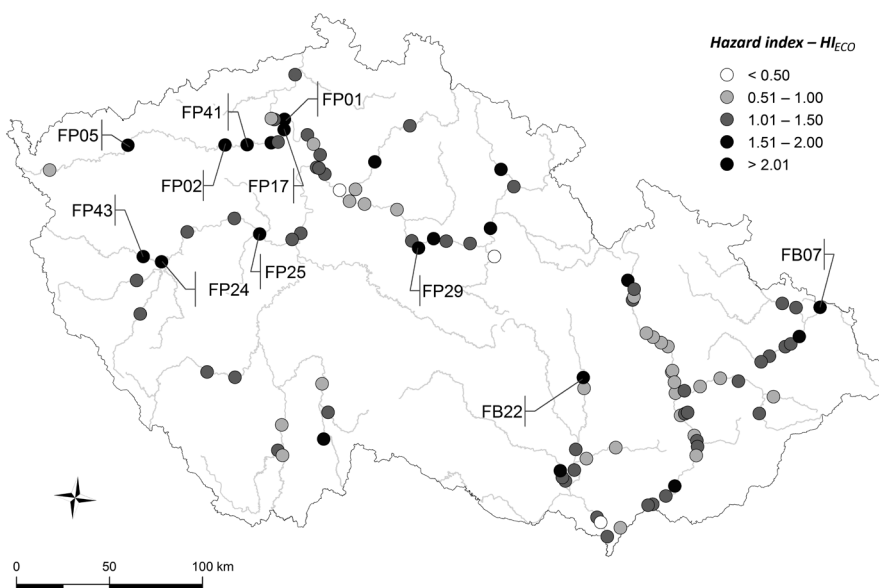 Hazard index – HIECO
< 0.50
0.51 – 1.00
1.01 – 1.50
1.51 – 2.00
> 2.01
FP01
FP41
FP05
FP02
FP17
FP43
FP24
FP25
FP29
FB07
FB22
0 50 100 km